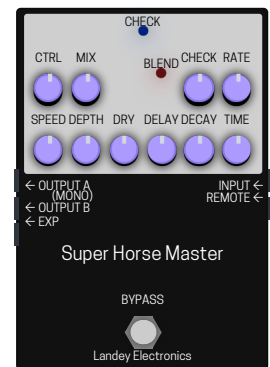 CHECK
CTRL MIX BLEND CHECK RATE
SPEED DEPTH DRY DELAY DECAY TIME
← OUTPUT A
(MONO)
← OUTPUT B
← EXP
INPUT ←
REMOTE ←
Super Horse Master
BYPASS
Landey Electronics